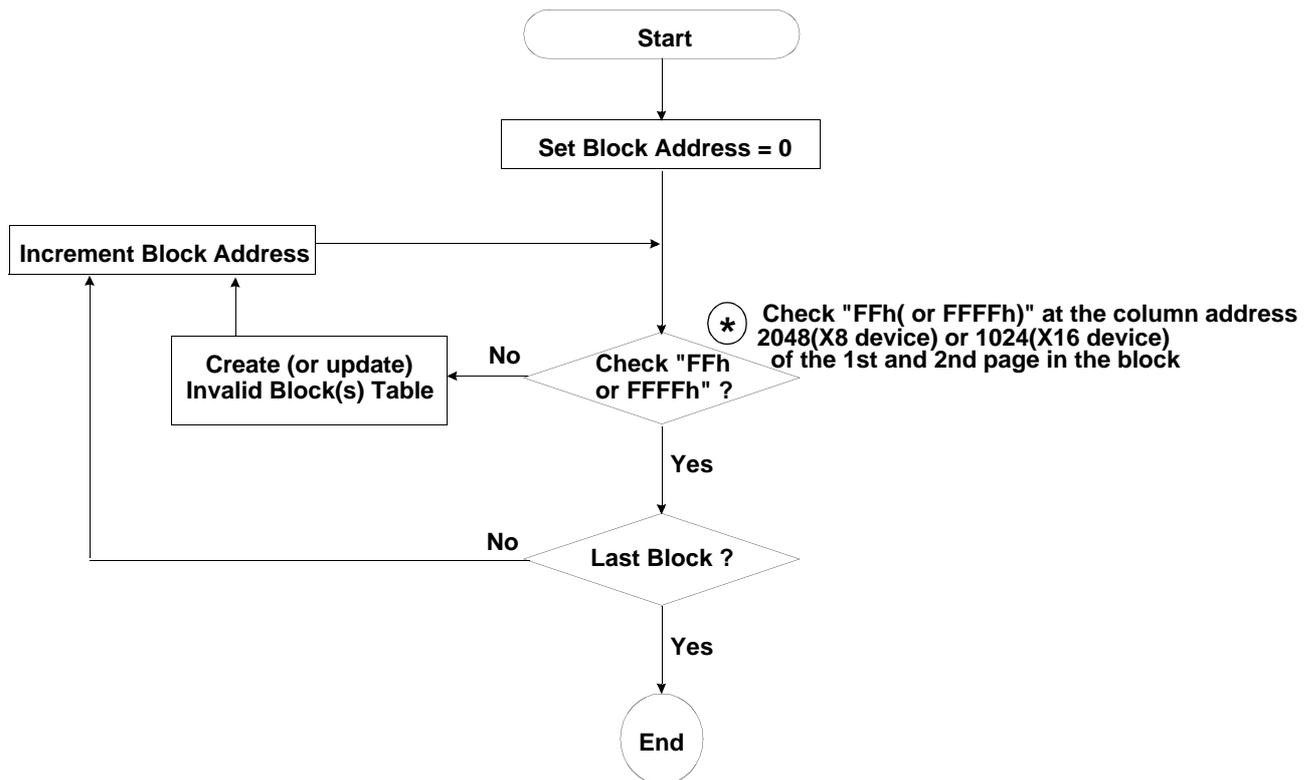 Start
Set Block Address = 0
Increment Block Address
* Check "FFh( or FFFFh)" at the column address
2048(X8 device) or 1024(X16 device)
of the 1st and 2nd page in the block
Create (or update)
Invalid Block(s) Table
No
Check "FFh
or FFFFh" ?
Yes
No
Last Block ?
Yes
End